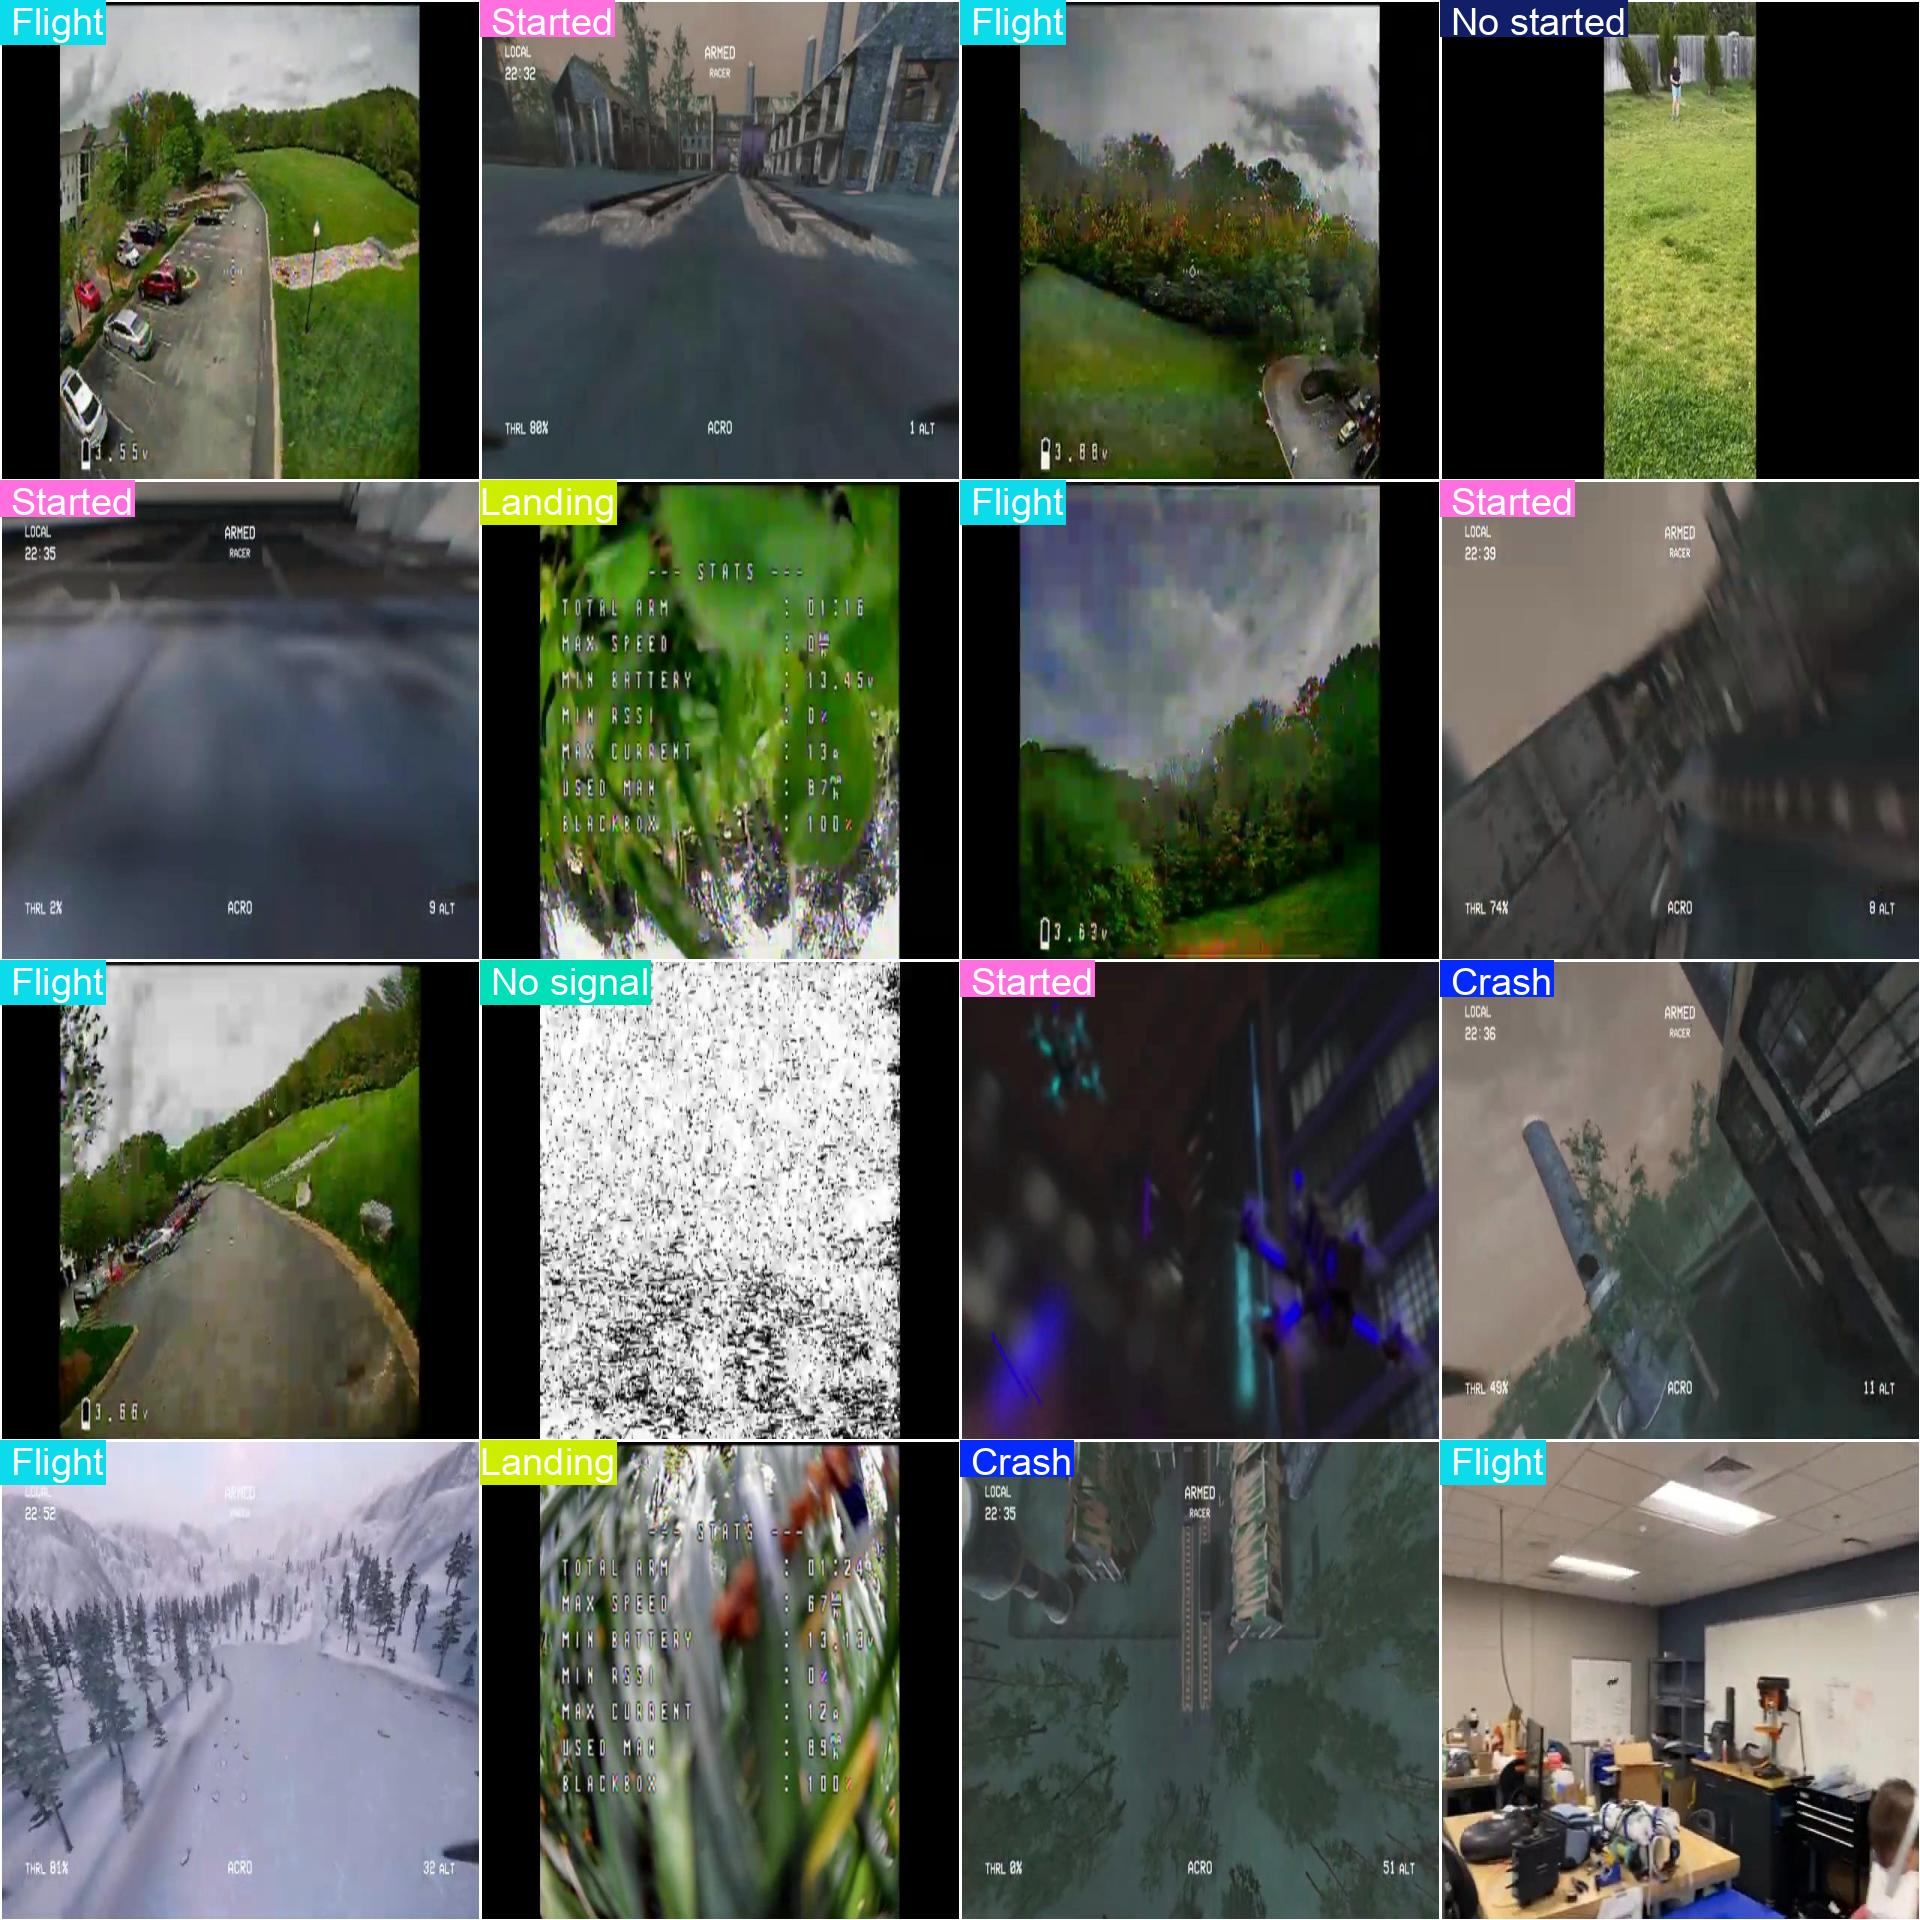 Flight
3.55v
Started
LOCAL
22:32
ARMED
RACER
THRL 80%
ACRO
1 ALT
Flight
3.88v
No started
Started
LOCAL
22:35
ARMED
RACER
THRL 2%
ACRO
9 ALT
Landing
--- STATS ---
TOTAL ARM : 01:16
MAX SPEED : 0
MIN BATTERY : 13.45v
MIN RSSI : 0%
MAX CURRENT : 13A
USED MAH : 87
BLACKBOX : 100%
Flight
3.63v
Started
LOCAL
22:39
ARMED
RACER
THRL 74%
ACRO
8 ALT
Flight
3.66v
No signal
Started
Crash
LOCAL
22:36
ARMED
RACER
THRL 49%
ACRO
11 ALT
Flight
LOCAL
22:52
ARMED
RACER
THRL 81%
ACRO
32 ALT
Landing
--- STATS ---
TOTAL ARM : 01:24
MAX SPEED : 67
MIN BATTERY : 13.13v
MIN RSSI : 0%
MAX CURRENT : 12A
USED MAH : 89
BLACKBOX : 100%
Crash
LOCAL
22:35
ARMED
RACER
THRL 0%
ACRO
51 ALT
Flight